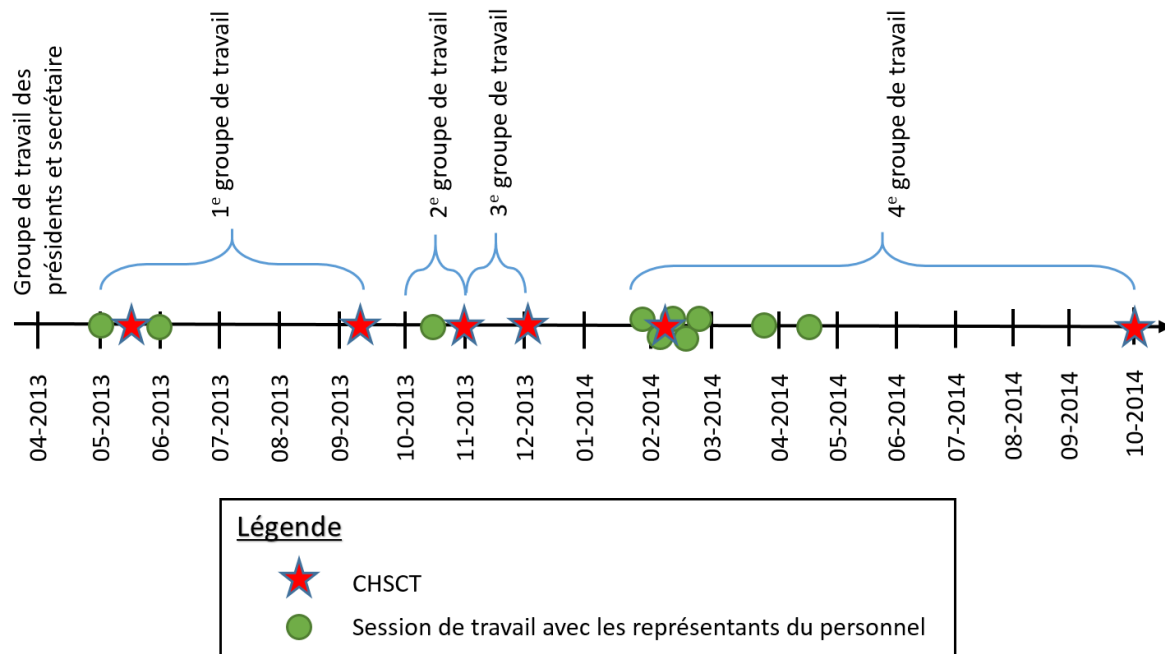 Groupe de travail des
présidents et secrétaire
1e groupe de travail
2e groupe de travail
3e groupe de travail
4e groupe de travail
04-2013
05-2013
06-2013
07-2013
08-2013
09-2013
10-2013
11-2013
12-2013
01-2014
02-2014
03-2014
04-2014
05-2014
06-2014
07-2014
08-2014
09-2014
10-2014
Légende
CHSCT
Session de travail avec les représentants du personnel